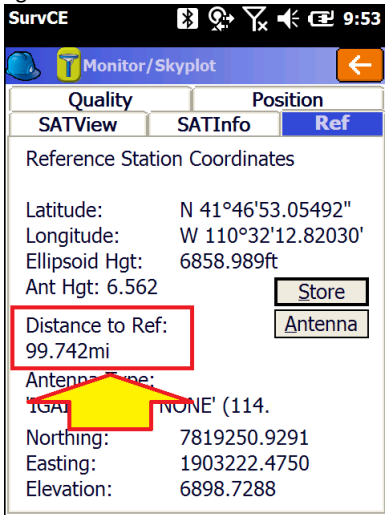 SurvCE 9:53
Monitor/Skyplot
Quality Position
SATView SATInfo Ref
Reference Station Coordinates
Latitude: N 41°46'53.05492"
Longitude: W 110°32'12.82030'
Ellipsoid Hgt: 6858.989ft
Ant Hgt: 6.562 Store
Distance to Ref: Antenna
99.742mi
Antenna Type:
NONE' (114.
Northing: 7819250.9291
Easting: 1903222.4750
Elevation: 6898.7288